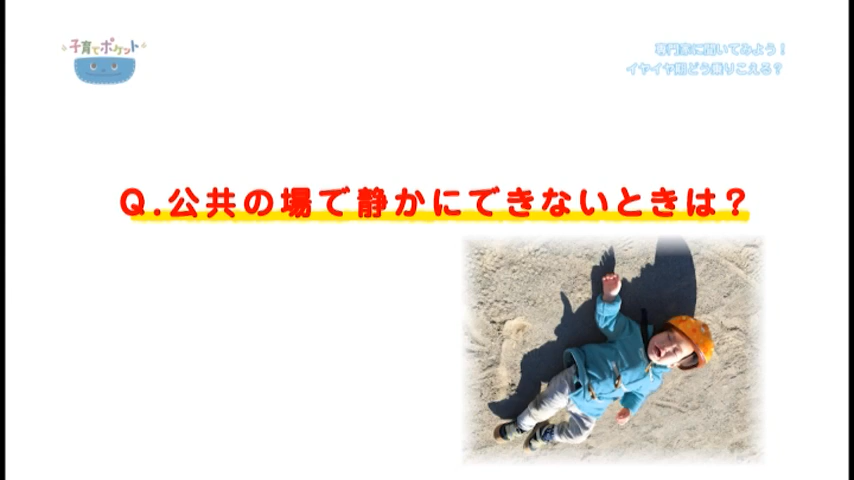 子育てポケット
専門家に聞いてみよう！
イヤイヤ期どう乗りこえる？
Q.公共の場で静かにできないときは？